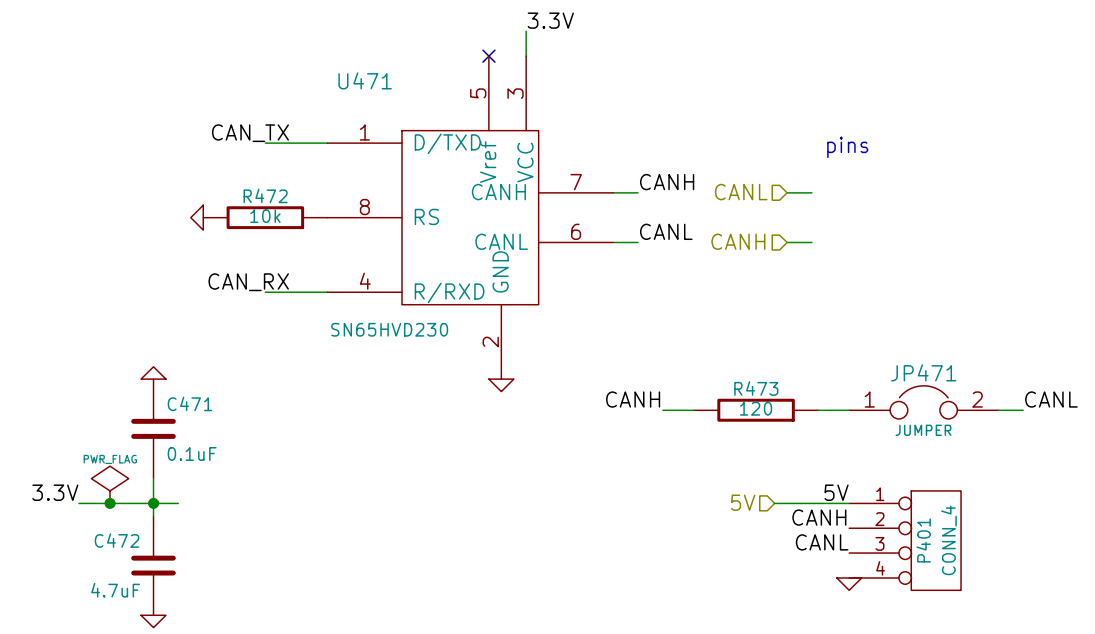 3.3V
U471
5
3
CAN_TX
1
D/TXD
Vref
VCC
pins
R472
10k
8
RS
CANH
7
CANH
CANL
CANL
6
CANL
CANH
CAN_RX
4
R/RXD
GND
SN65HVD230
2
C471
0.1uF
PWR_FLAG
3.3V
C472
4.7uF
CANH
R473
120
1
JP471
JUMPER
2
CANL
5V
5V
1
CANH
2
CANL
3
4
P401
CONN_4